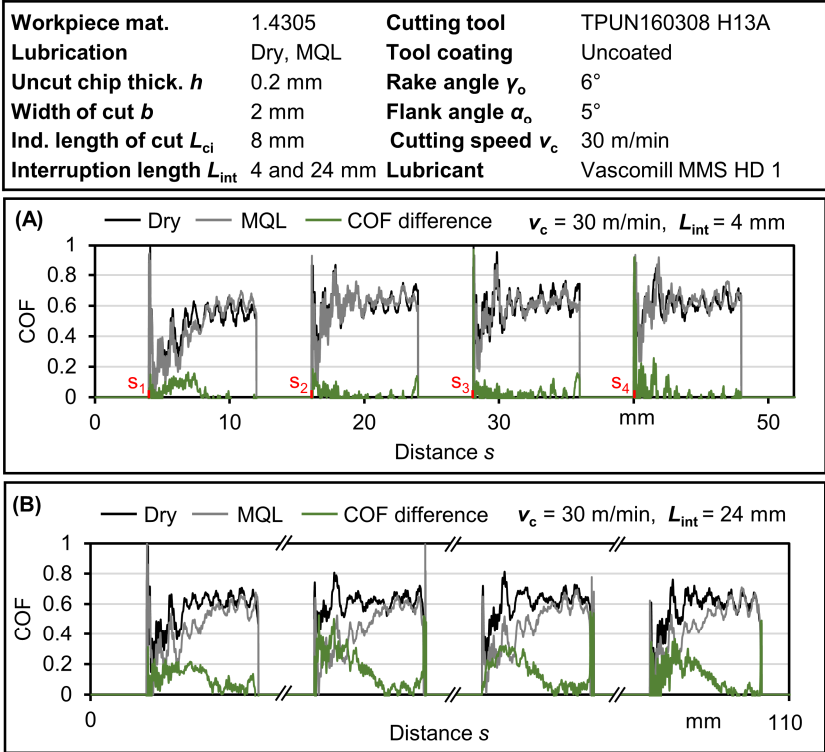 Workpiece mat. 1.4305 Cutting tool TPUN160308 H13A
Lubrication Dry, MQL Tool coating Uncoated
Uncut chip thick. h 0.2 mm Rake angle γo 6°
Width of cut b 2 mm Flank angle αo 5°
Ind. length of cut Lci 8 mm Cutting speed vc 30 m/min
Interruption length Lint 4 and 24 mm Lubricant Vascomill MMS HD 1
(A) Dry MQL COF difference vc = 30 m/min, Lint = 4 mm
1
0.8
0.6
0.4
0.2
0
COF
s1 s2 s3 s4
0 10 20 30 mm 50
Distance s
(B) Dry MQL COF difference vc = 30 m/min, Lint = 24 mm
1
0.8
0.6
0.4
0.2
0
COF
0 mm 110
Distance s